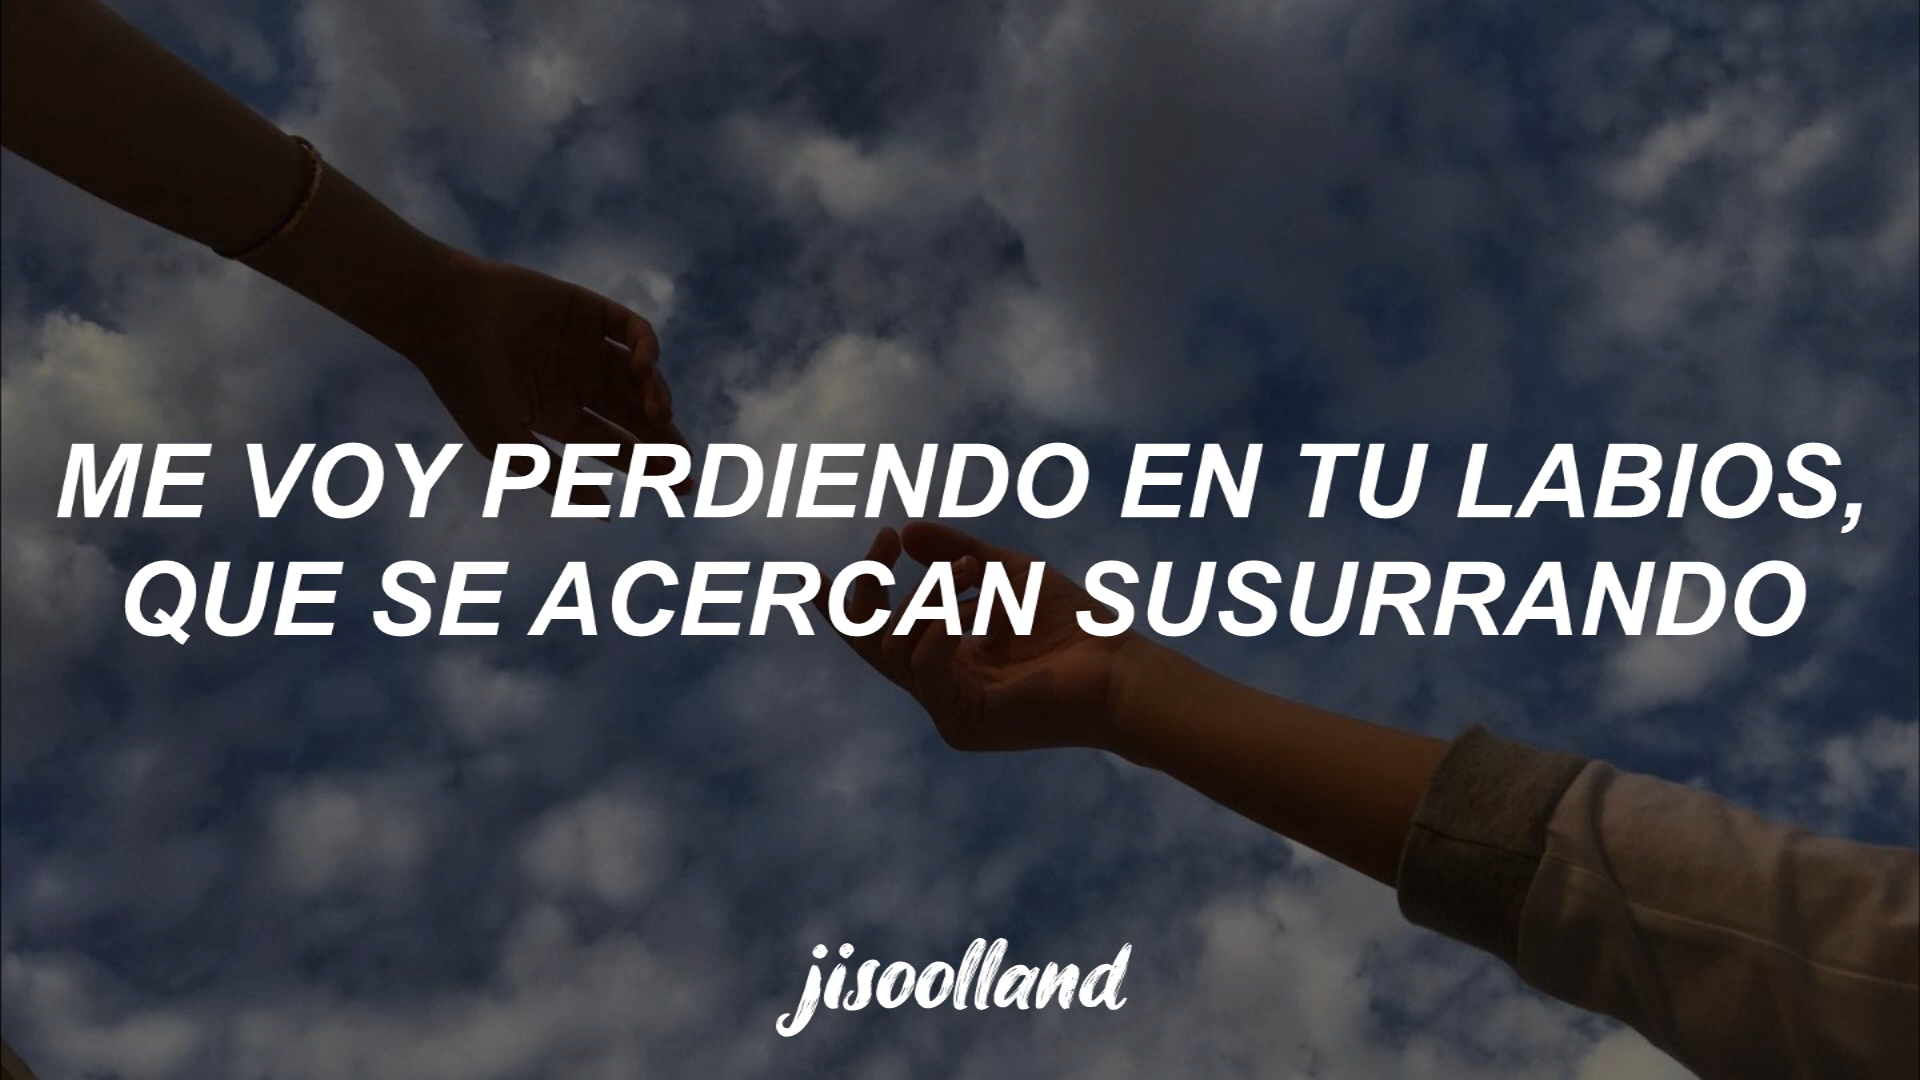 ME VOY PERDIENDO EN TU LABIOS,
QUE SE ACERCAN SUSURRANDO
jisoolland